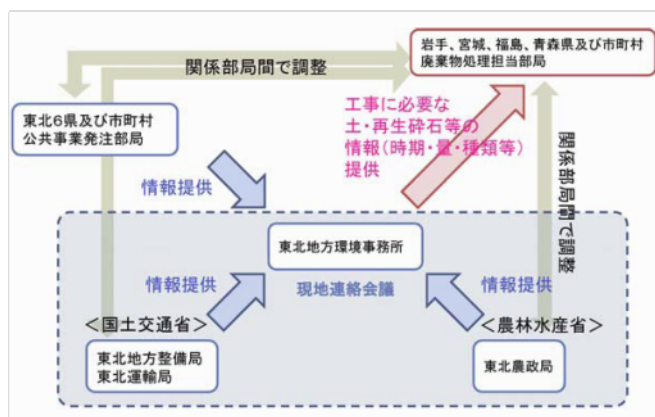 岩手、宮城、福島、青森県及び市町村
廃棄物処理担当部局
関係部局間で調整
東北6県及び市町村
公共事業発注部局
工事に必要な
土・再生砕石等の
情報(時期・量・種類等)
提供
関係部局間で調整
情報提供
東北地方環境事務所
現地連絡会議
情報提供
情報提供
<国土交通省>
東北地方整備局
東北運輸局
<農林水産省>
東北農政局